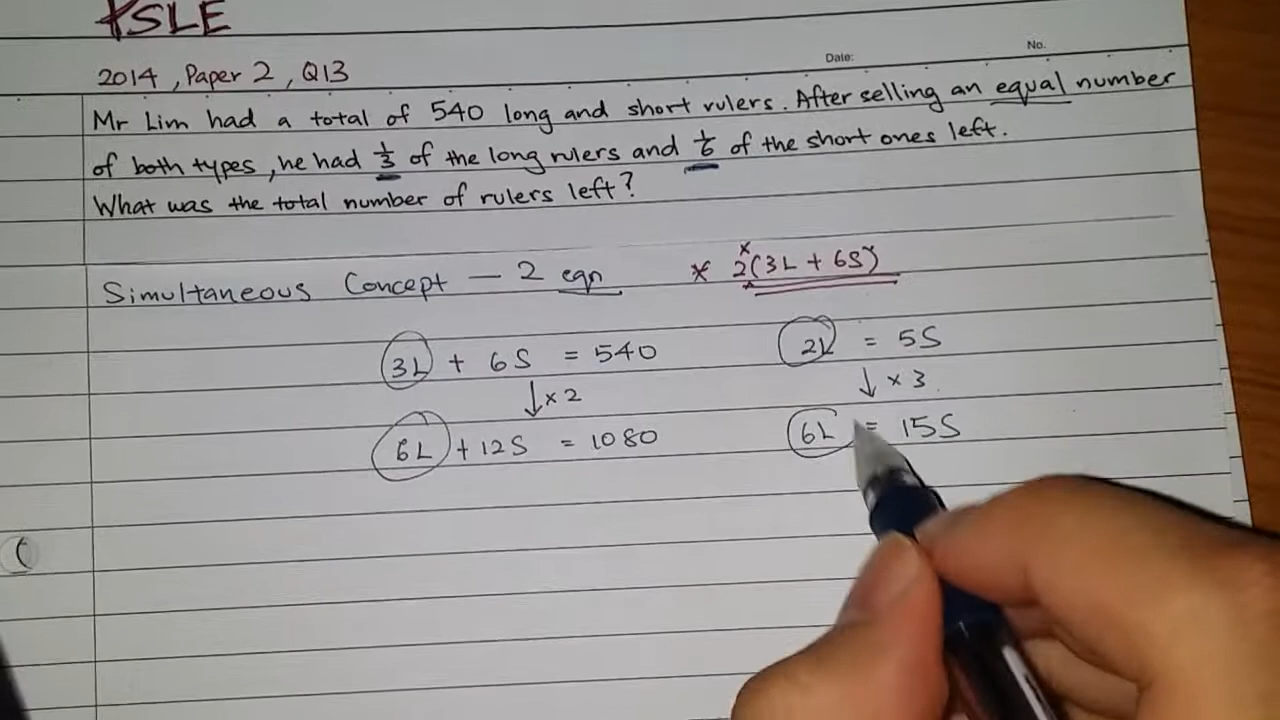 PSLE
Date:
No.
2014, Paper 2, Q13
Mr Lim had a total of 540 long and short rulers. After selling an equal number
of both types, he had 1/3 of the long rulers and 1/6 of the short ones left.
What was the total number of rulers left?
Simultaneous Concept — 2 eqn
* 2(3L + 6S)
3L + 6S = 540
2L = 5S
↓ x 2
↓ x 3
6L + 12S = 1080
6L = 15S
(